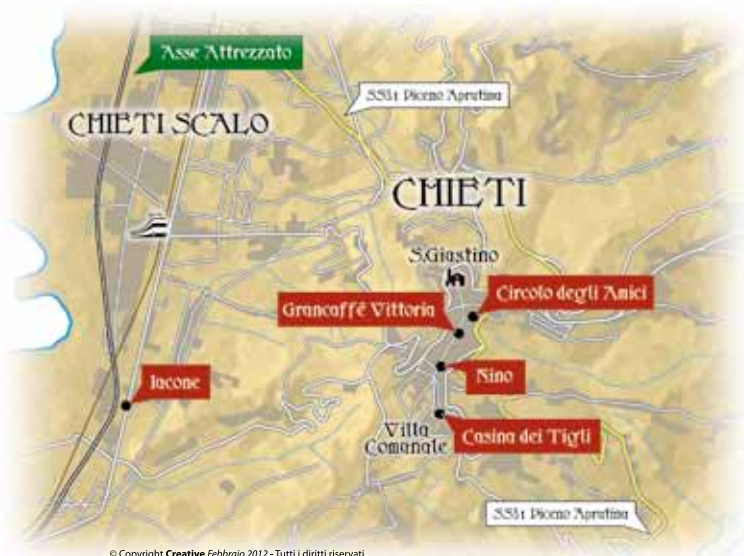 Asse Attrezzato
SS81 Piceno Aprutina
CHIETI SCALO
CHIETI
S.Giustino
Circolo degli Amici
Grancaffè Vittoria
Iacone
Nino
Villa
Comunale
Casina dei Tigli
SS81 Piceno Aprutina
© Copyright Creative Febbraio 2012 - Tutti i diritti riservati